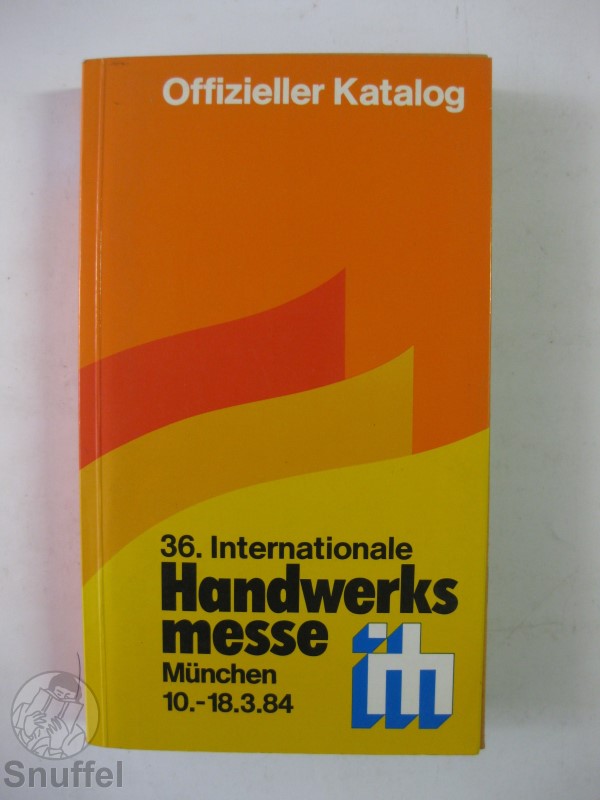 Offizieller Katalog
36. Internationale
Handwerks
messe
München
10.-18.3.84
ih
Snuffel